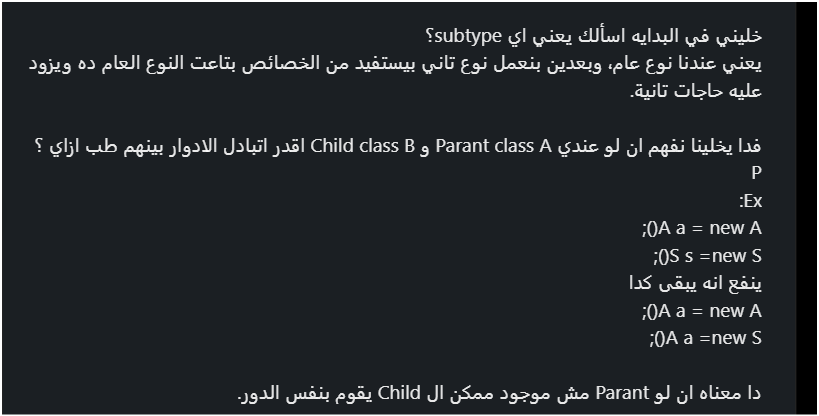 خليني في البدايه اسألك يعني اي subtype؟
يعني عندنا نوع عام، وبعدين بنعمل نوع تاني بيستفيد من الخصائص بتاعت النوع العام ده ويزود
عليه حاجات تانية.
فدا يخلينا نفهم ان لو عندي Parant class A و Child class B اقدر اتبادل الادوار بينهم طب ازاي ؟
P
Ex:
A a = new A();
S s =new S();
ينفع انه يبقى كدا
A a = new A();
A a =new S();
دا معناه ان لو Parant مش موجود ممكن ال Child يقوم بنفس الدور.